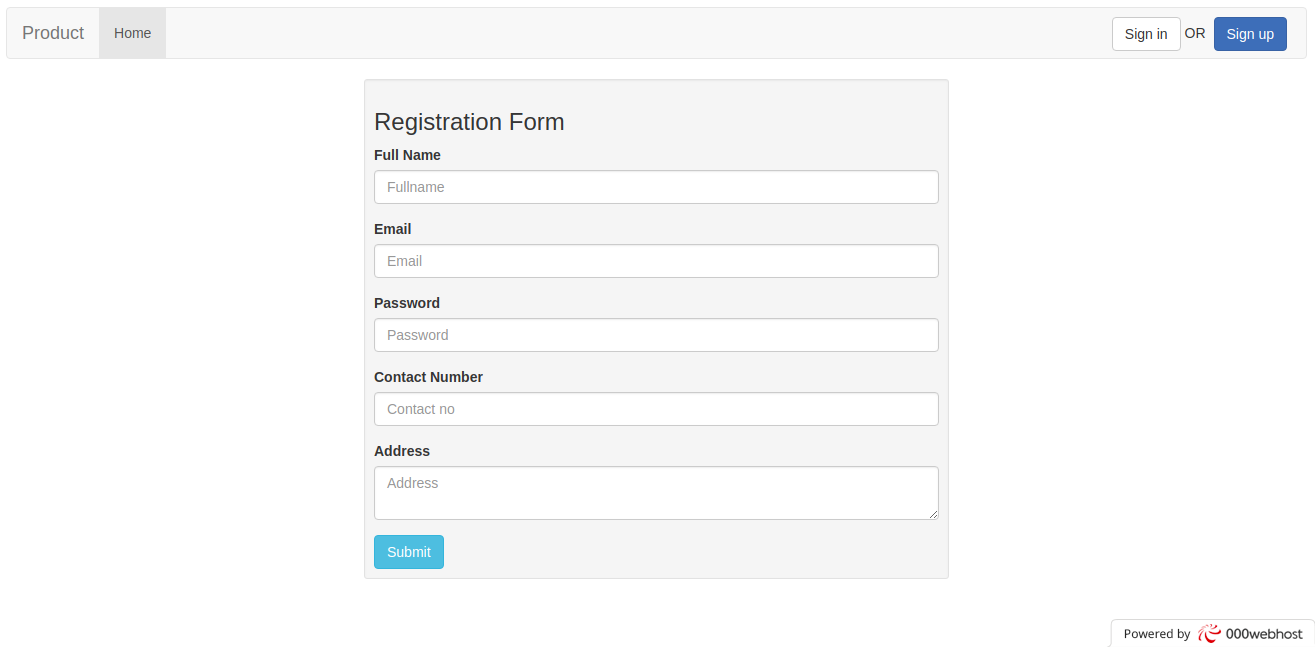 Product Home Sign in OR Sign up
Registration Form
Full Name
Fullname
Email
Email
Password
Password
Contact Number
Contact no
Address
Address
Submit
Powered by 000webhost